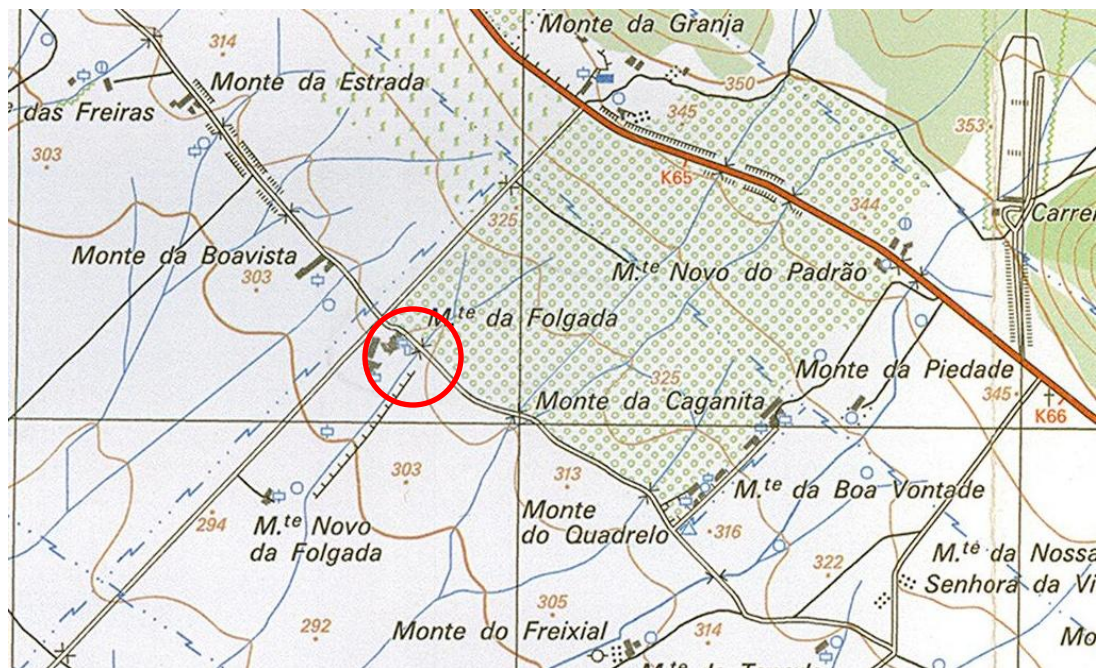 Monte da Granja
314
Monte da Estrada
350
345
te das Freiras
353
303
K65
344
Carrei
325
Monte da Boavista
303
M.te Novo do Padrão
M.te da Folgada
Monte da Piedade
325
345
Monte da Caganita
K66
303
313
M.te da Boa Vontade
294
Monte
do Quadrelo
316
M.te Novo
da Folgada
M.te da Nossa
Senhora da Vi
322
305
292
Monte do Freixial
314
Mo